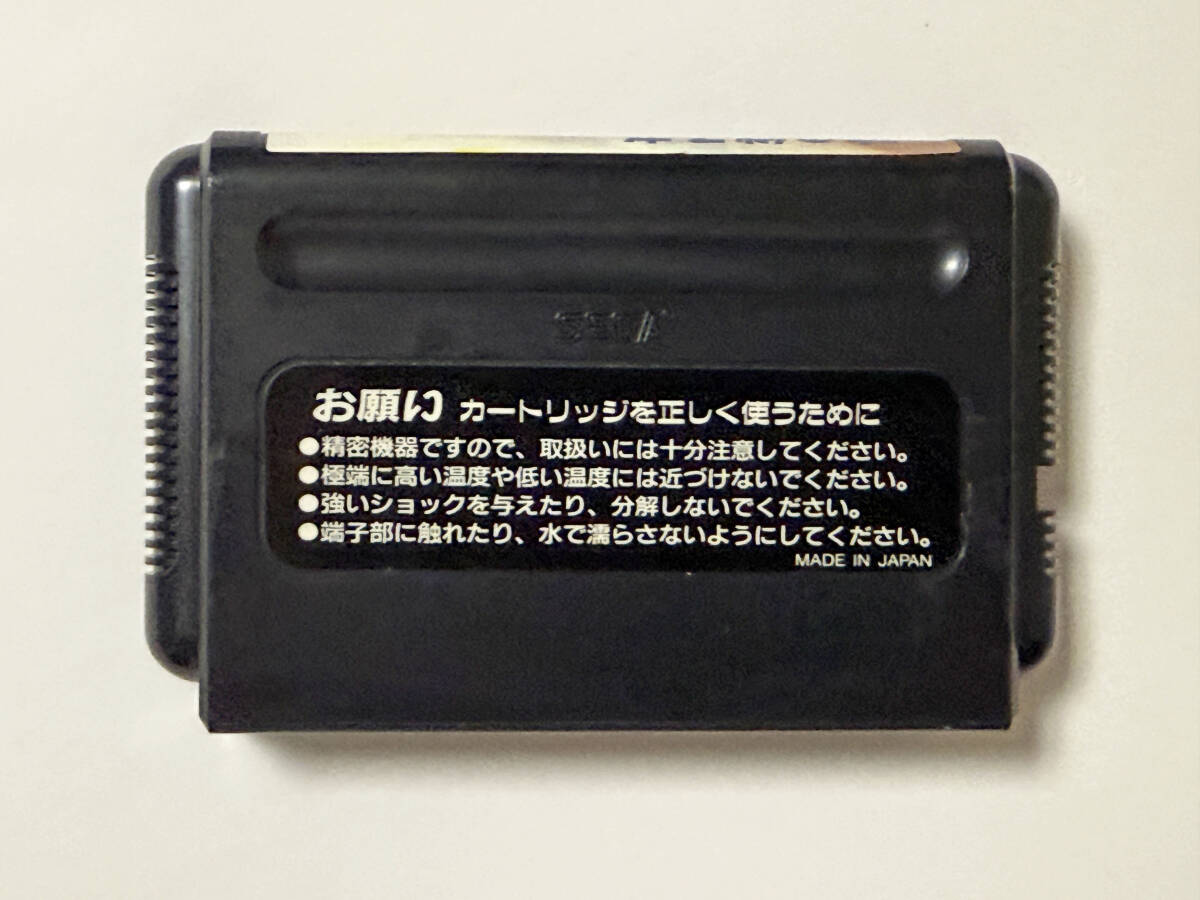 SEGA
お願い カートリッジを正しく使うために
●精密機器ですので、取扱いには十分注意してください。
●極端に高い温度や低い温度には近づけないでください。
●強いショックを与えたり、分解しないでください。
●端子部に触れたり、水で濡らさないようにしてください。
MADE IN JAPAN